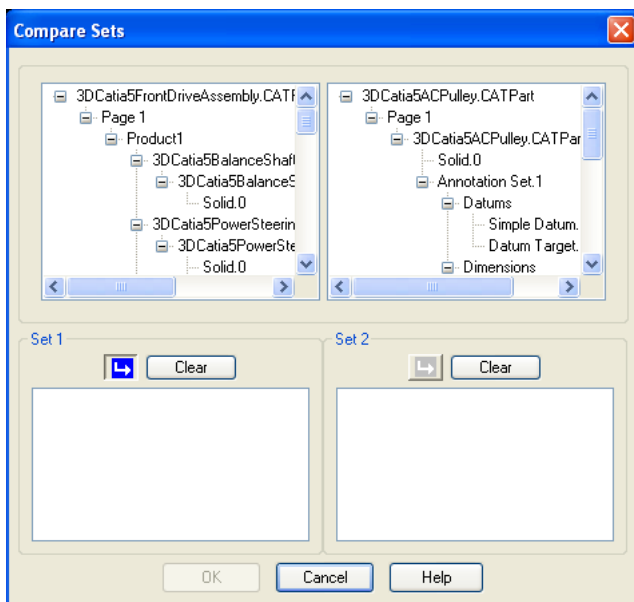 Compare Sets
3DCatia5FrontDriveAssembly.CATF
Page 1
Product1
3DCatia5BalanceShaft
3DCatia5BalanceS
Solid.0
3DCatia5PowerSteerin
3DCatia5PowerSte
Solid.0
3DCatia5ACPulley.CATPart
Page 1
3DCatia5ACPulley.CATPar
Solid.0
Annotation Set.1
Datums
Simple Datum.
Datum Target.
Dimensions
Set 1
Clear
Set 2
Clear
OK
Cancel
Help